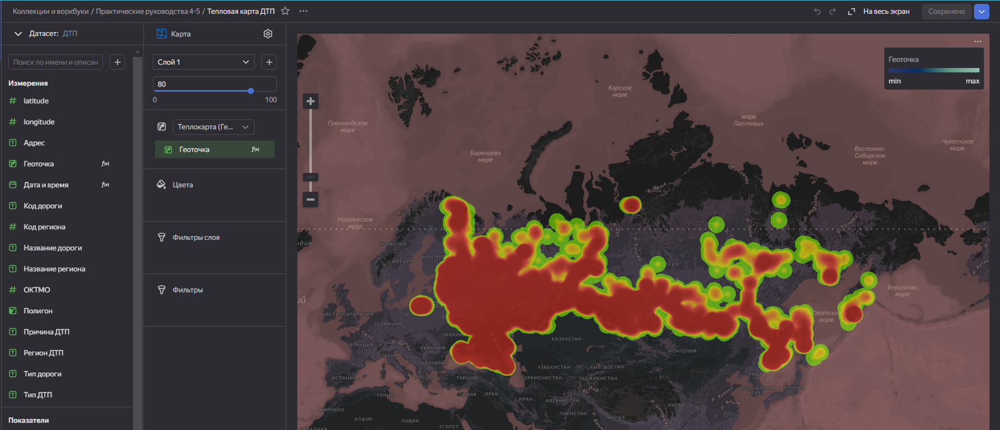 Коллекции и воркбуки / Практические руководства 4-5 / Тепловая карта ДТП
На весь экран
Сохранено
Датасет: ДТП
Поиск по имени и описан
Измерения
latitude
longitude
Адрес
Геоточка
Дата и время
Код дороги
Код региона
Название дороги
Название региона
ОКТМО
Полигон
Причина ДТП
Регион ДТП
Тип дороги
Тип ДТП
Показатели
Карта
Слой 1
80
0
100
Теплокарта (Ге...
Геоточка
Цвета
Фильтры слоя
Фильтры
Геоточка
min
max
Карское
море
Гренландское
море
море
Лаптевых
Баренцево
море
Восточно-
Сибирское
море
Чукотское
море
р. Оленёк
р. Хета
р. Колыма
Норвежское
море
р. Таз
р. Лена
р. Енисей
НОРВЕГИЯ
ШВЕЦИЯ
РОССИЯ
Берингово
море
ЕВРОПА
АЗИ
Охотско
море
ВЕЛИКОБРИТАНИЯ
ГЕРМАНИЯ
р. Сена
УКРАИНА
КАЗАХСТАН
ФРАНЦИЯ
р. Дунай
РУМЫНИЯ
МОНГОЛИЯ
ИТАЛИЯ
БОЛГАРИЯ
УЗБЕКИСТАН
КЫРГЫЗСТАН
ИСПАНИЯ
ГРЕЦИЯ
ТУРЦИЯ
ТУРКМЕНИСТАН
ТАДЖИКИСТАН
КНДР
РЕСПУБЛИКА
КОРЕЯ
ЯПОНИЯ
р. Инд
ТУНИС
СИРИЯ
ИРАК
ИРАН
АФГАНИСТАН
р. Хуанхэ
р. Янцзы
КИТАЙ
МАРОККО
ПАКИСТАН
НЕПАЛ
АЛЖИР
ЛИВИЯ
ЕГИПЕТ